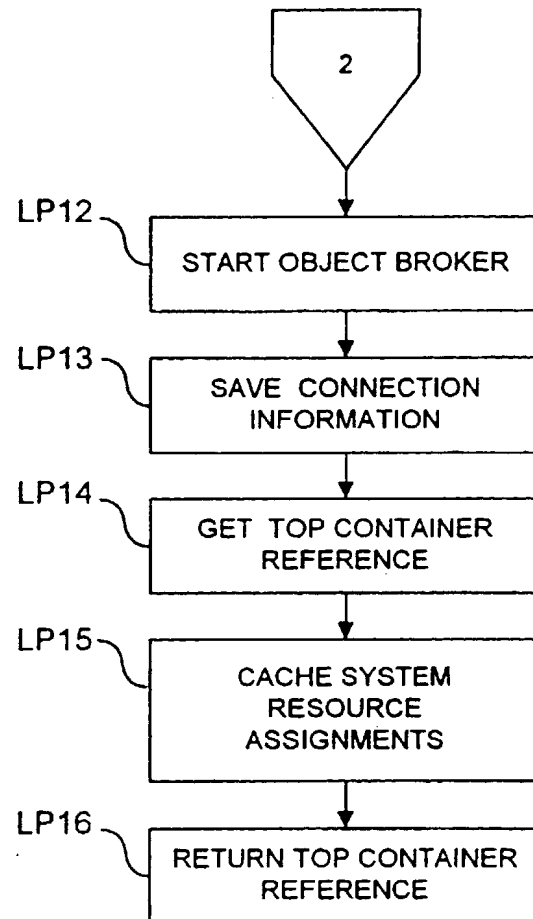 2
LP12
START OBJECT BROKER
LP13
SAVE CONNECTION
INFORMATION
LP14
GET TOP CONTAINER
REFERENCE
LP15
CACHE SYSTEM
RESOURCE
ASSIGNMENTS
LP16
RETURN TOP CONTAINER
REFERENCE